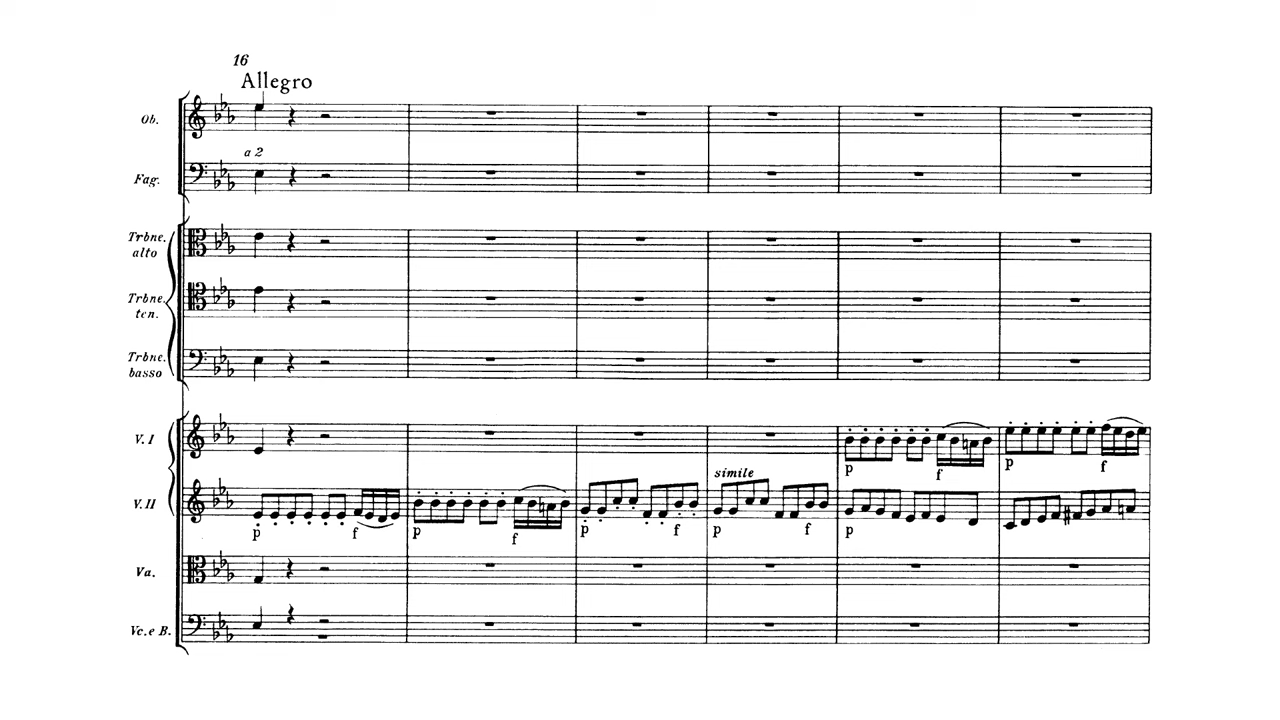 16
Allegro
Ob.
a 2
Fag.
Trbne.
alto
Trbne.
ten.
Trbne.
basso
V. I
p f p f
simile
V. II
p f p f p f p f p
Va.
Vc. e B.